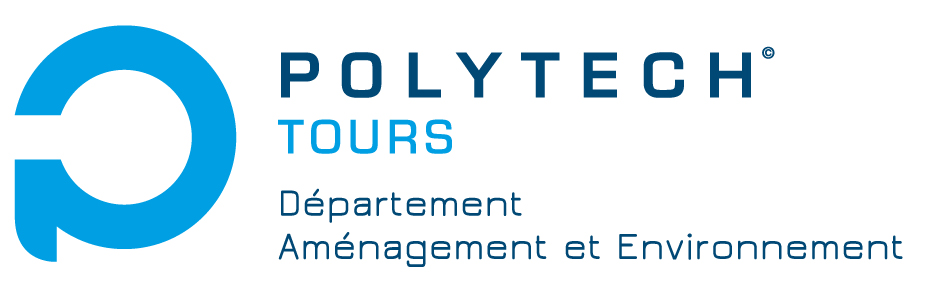 POLYTECH©
TOURS
Département
Aménagement et Environnement